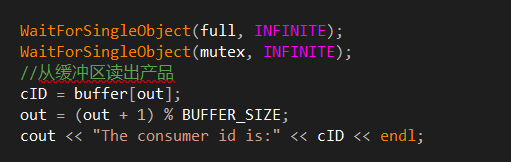 WaitForSingleObject(full, INFINITE);
WaitForSingleObject(mutex, INFINITE);
//从缓冲区读出产品
cID = buffer[out];
out = (out + 1) % BUFFER_SIZE;
cout << "The consumer id is:" << cID << endl;